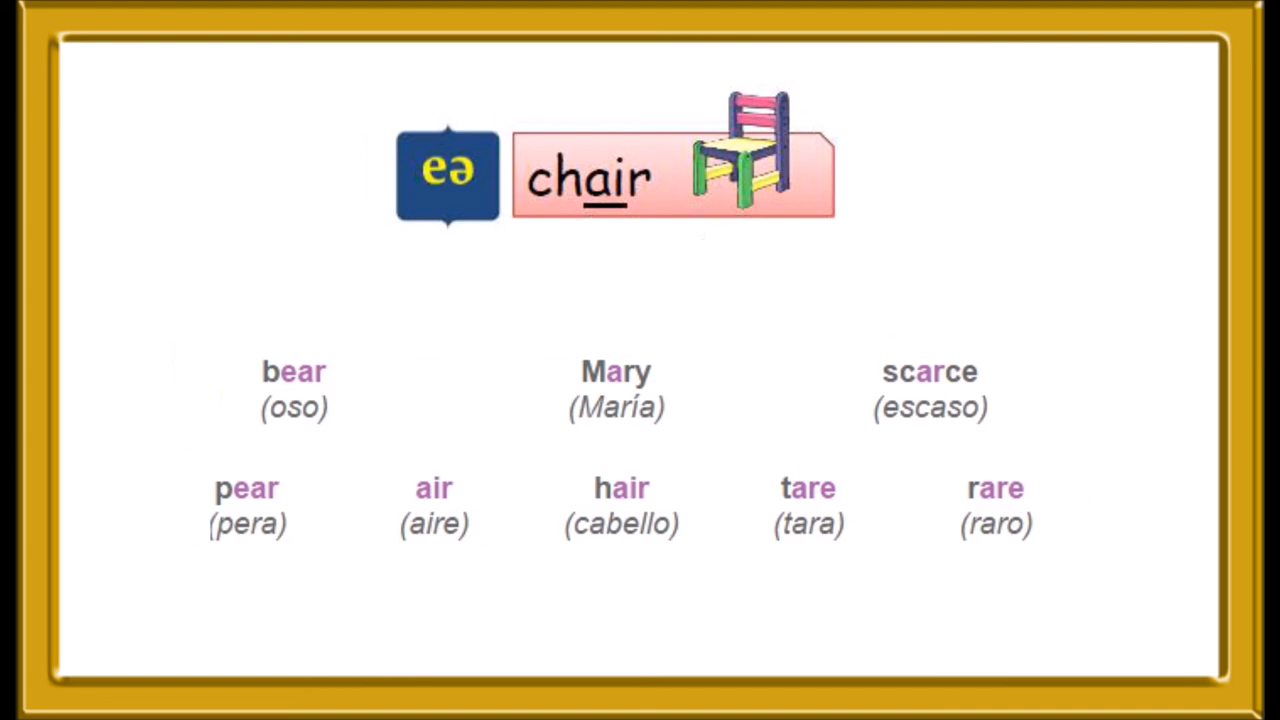 eə chair
bear Mary scarce
(oso) (María) (escaso)
pear air hair tare rare
(pera) (aire) (cabello) (tara) (raro)